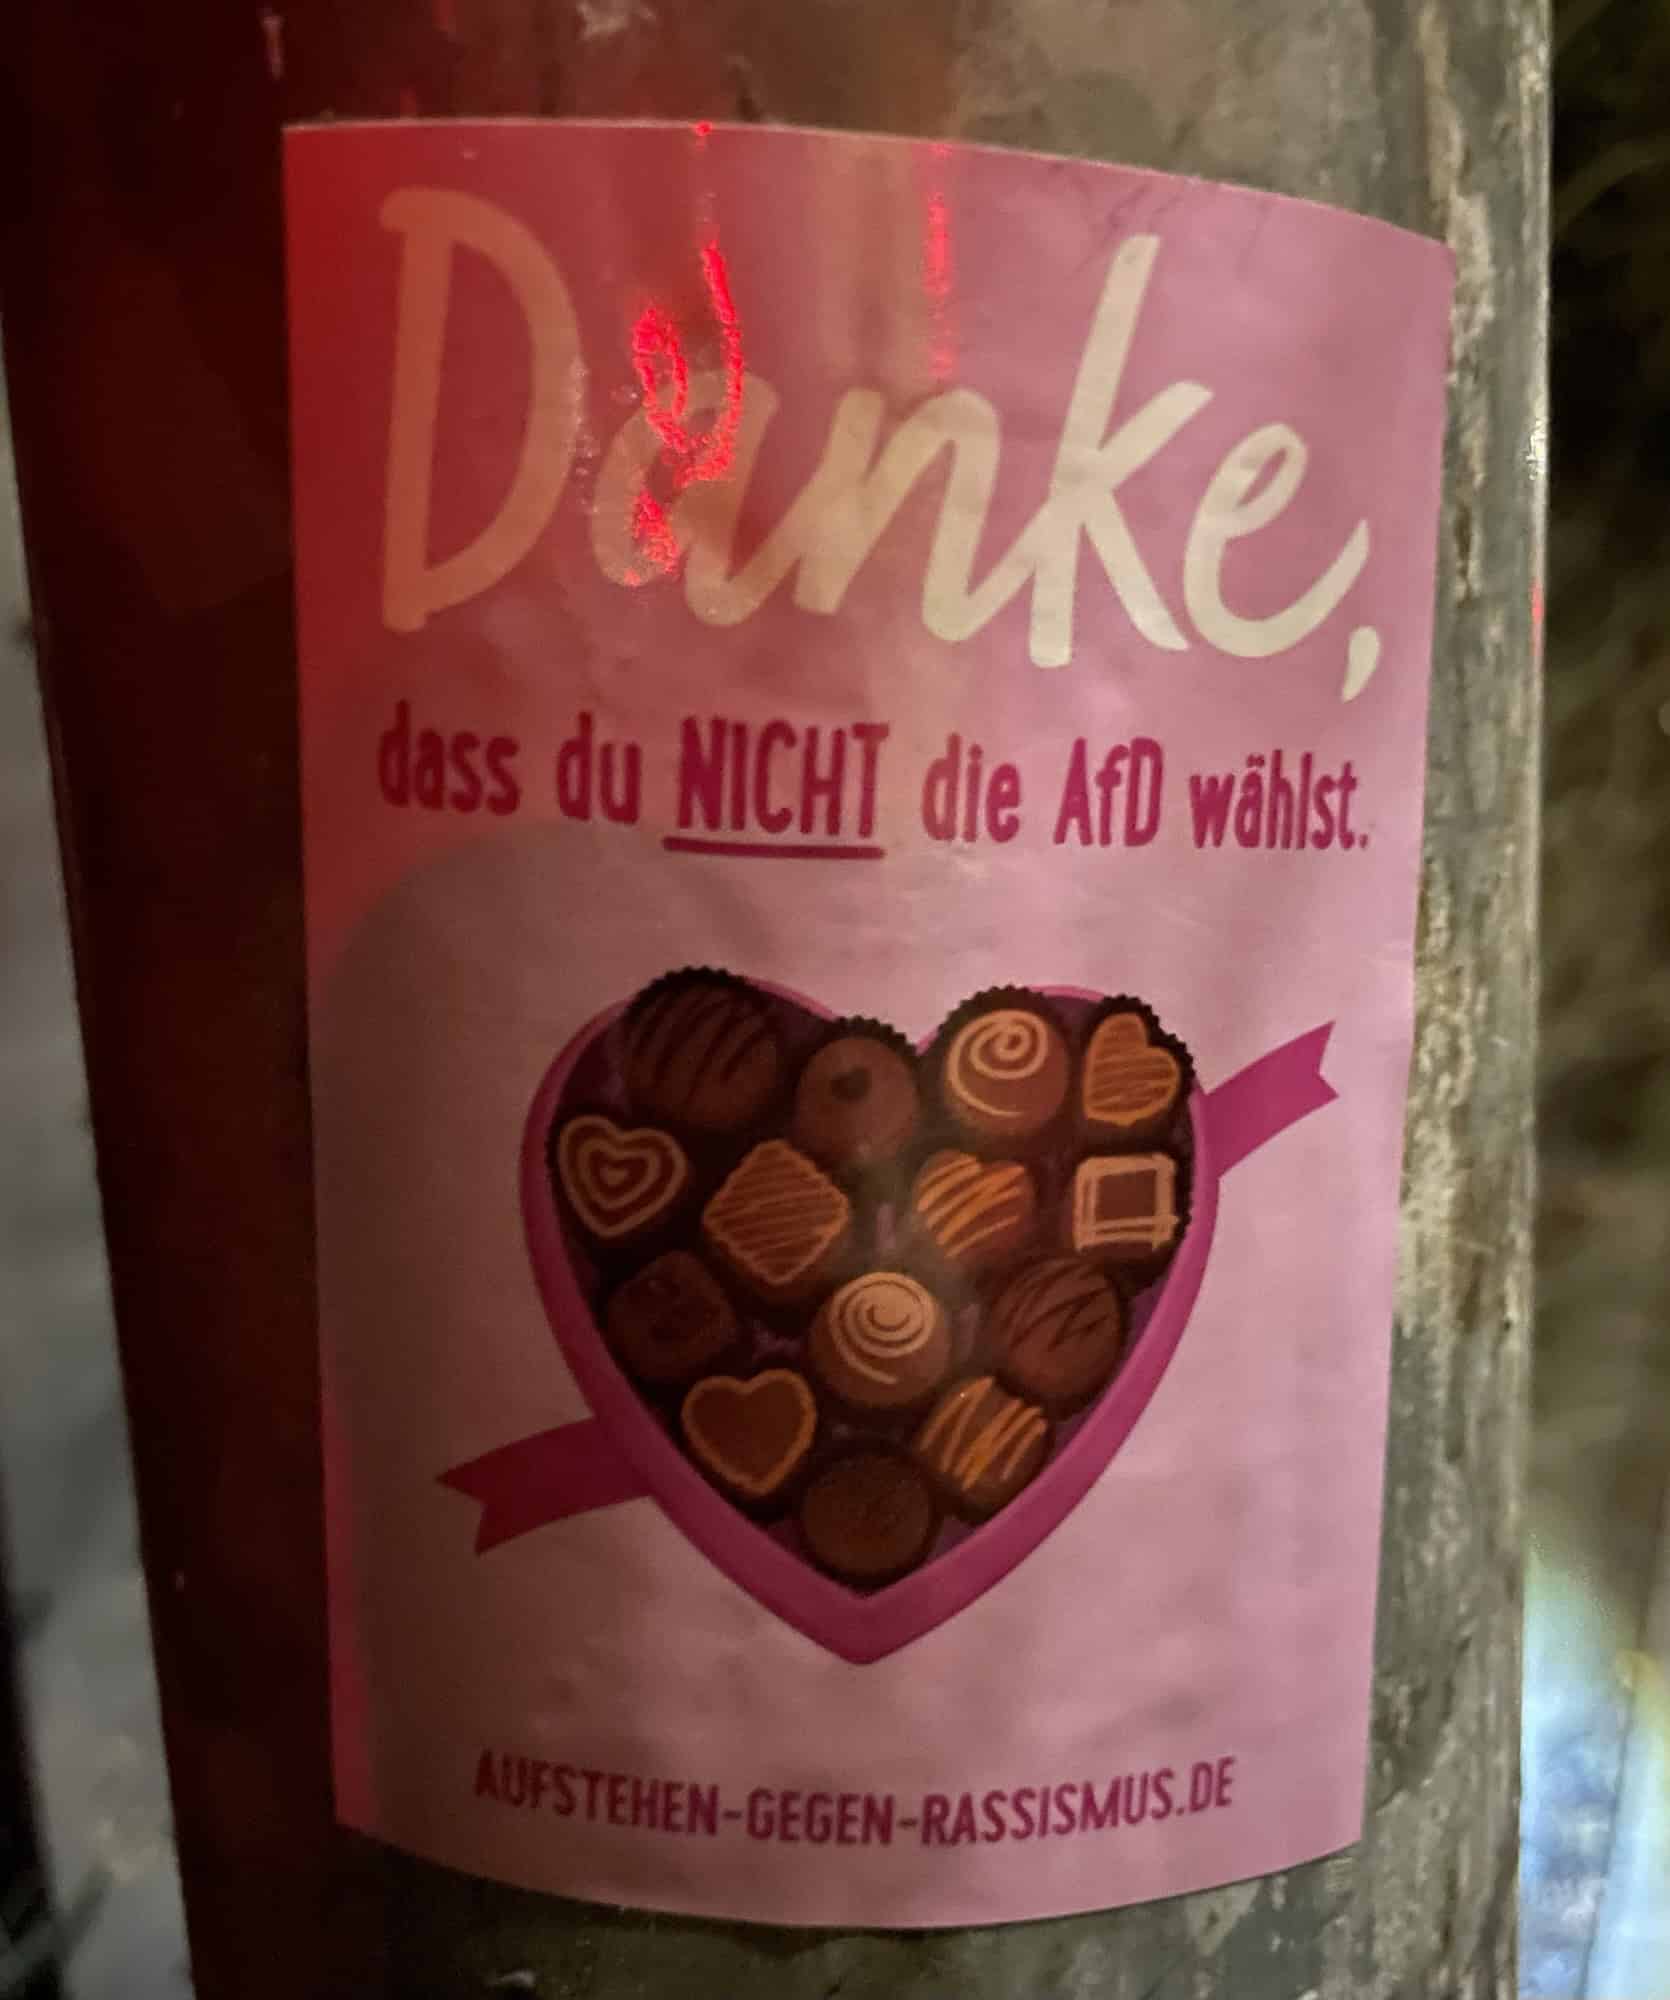 Danke,
dass du NICHT die AfD wählst.
AUFSTEHEN-GEGEN-RASSISMUS.DE